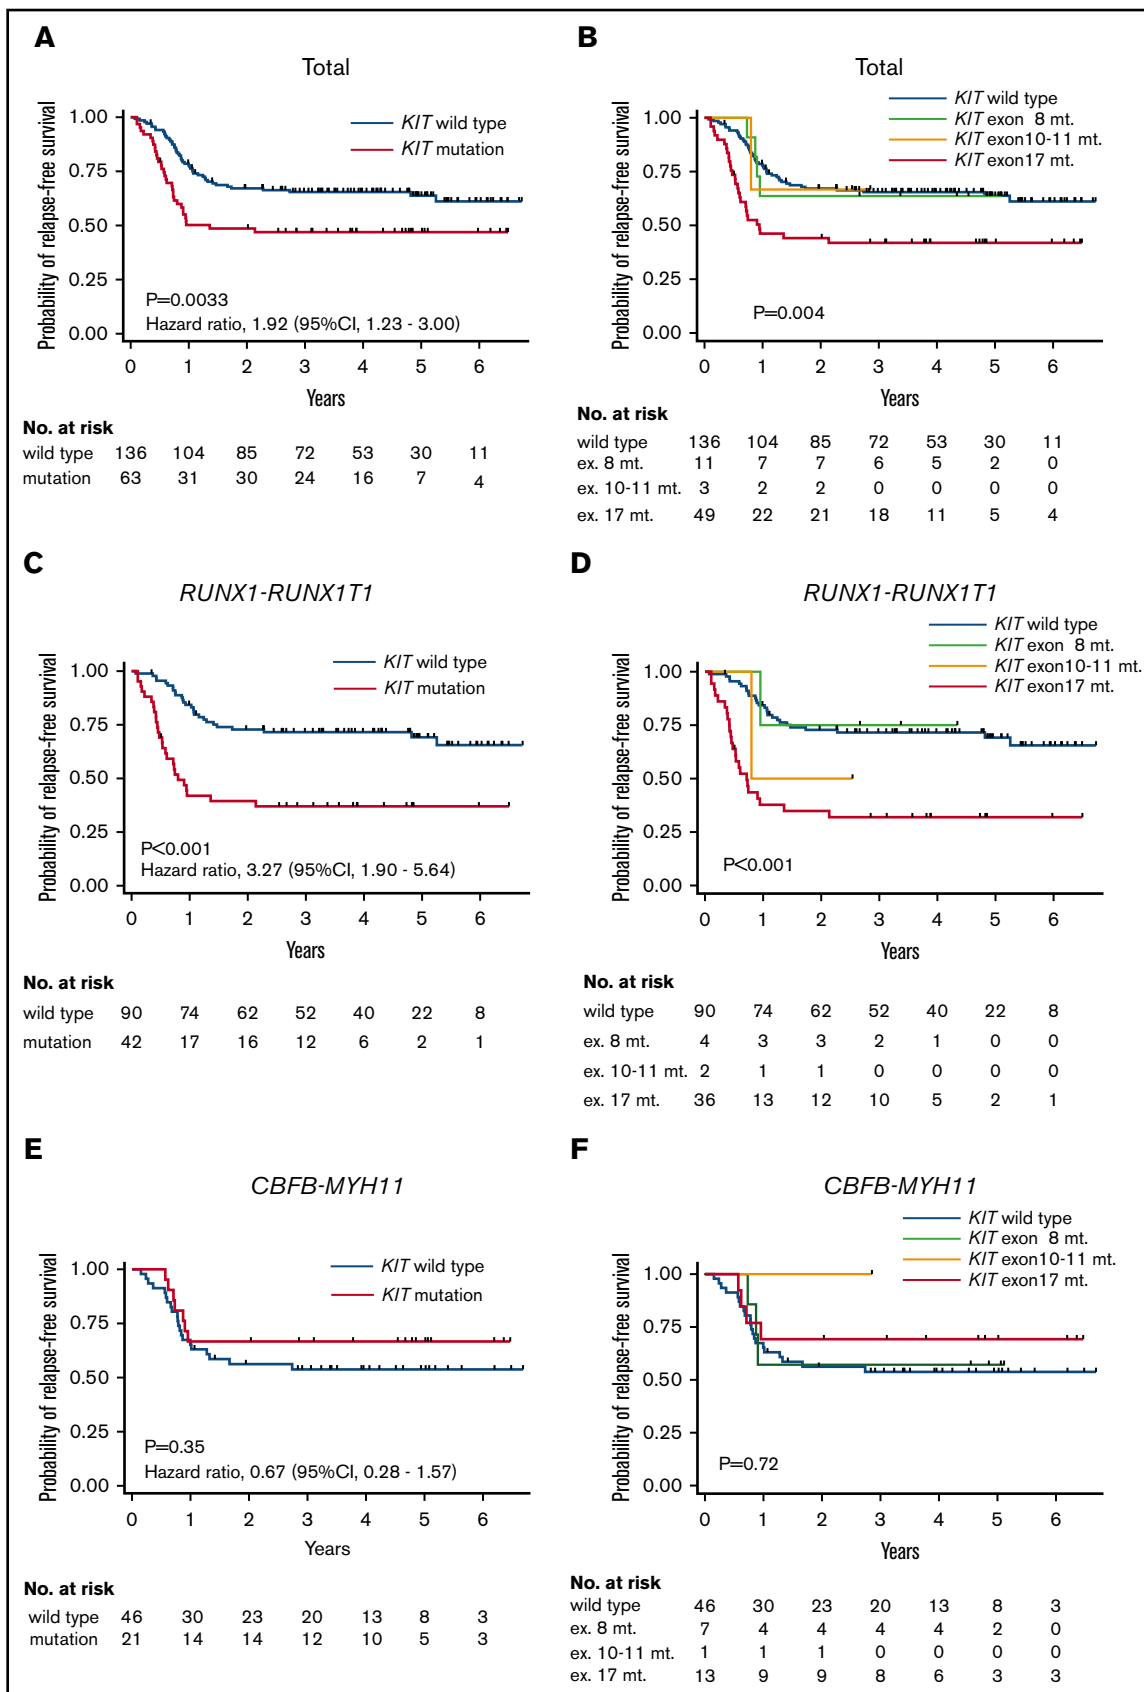 A
Total
Probability of relapse-free survival
1.00
0.75
0.50
0.25
0.00
KIT wild type
KIT mutation
P=0.0033
Hazard ratio, 1.92 (95%CI, 1.23 - 3.00)
0 1 2 3 4 5 6
Years
No. at risk
wild type 136 104 85 72 53 30 11
mutation 63 31 30 24 16 7 4
B
Total
Probability of relapse-free survival
1.00
0.75
0.50
0.25
0.00
KIT wild type
KIT exon 8 mt.
KIT exon10-11 mt.
KIT exon17 mt.
P=0.004
0 1 2 3 4 5 6
Years
No. at risk
wild type 136 104 85 72 53 30 11
ex. 8 mt. 11 7 7 6 5 2 0
ex. 10-11 mt. 3 2 2 0 0 0 0
ex. 17 mt. 49 22 21 18 11 5 4
C
RUNX1-RUNX1T1
Probability of relapse-free survival
1.00
0.75
0.50
0.25
0.00
KIT wild type
KIT mutation
P<0.001
Hazard ratio, 3.27 (95%CI, 1.90 - 5.64)
0 1 2 3 4 5 6
Years
No. at risk
wild type 90 74 62 52 40 22 8
mutation 42 17 16 12 6 2 1
D
RUNX1-RUNX1T1
Probability of relapse-free survival
1.00
0.75
0.50
0.25
0.00
KIT wild type
KIT exon 8 mt.
KIT exon10-11 mt.
KIT exon17 mt.
P<0.001
0 1 2 3 4 5 6
Years
No. at risk
wild type 90 74 62 52 40 22 8
ex. 8 mt. 4 3 3 2 1 0 0
ex. 10-11 mt. 2 1 1 0 0 0 0
ex. 17 mt. 36 13 12 10 5 2 1
E
CBFB-MYH11
Probability of relapse-free survival
1.00
0.75
0.50
0.25
0.00
KIT wild type
KIT mutation
P=0.35
Hazard ratio, 0.67 (95%CI, 0.28 - 1.57)
0 1 2 3 4 5 6
Years
No. at risk
wild type 46 30 23 20 13 8 3
mutation 21 14 14 12 10 5 3
F
CBFB-MYH11
Probability of relapse-free survival
1.00
0.75
0.50
0.25
0.00
KIT wild type
KIT exon 8 mt.
KIT exon10-11 mt.
KIT exon17 mt.
P=0.72
0 1 2 3 4 5 6
Years
No. at risk
wild type 46 30 23 20 13 8 3
ex. 8 mt. 7 4 4 4 4 2 0
ex. 10-11 mt. 1 1 1 0 0 0 0
ex. 17 mt. 13 9 9 8 6 3 3